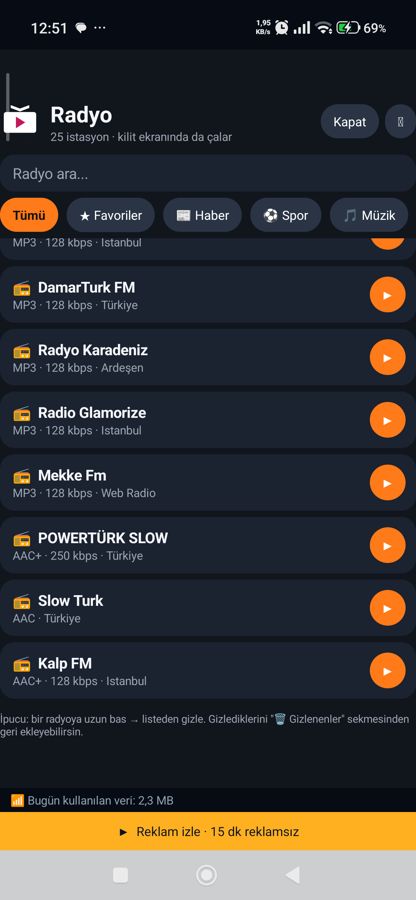 12:51
1,95 KB/s
69%
Radyo
25 istasyon · kilit ekranında da çalar
Kapat
Radyo ara...
Tümü
★ Favoriler
📰 Haber
⚽ Spor
🎵 Müzik
MP3 · 128 kbps · Istanbul
📻 DamarTurk FM
MP3 · 128 kbps · Türkiye
📻 Radyo Karadeniz
MP3 · 128 kbps · Ardeşen
📻 Radio Glamorize
MP3 · 128 kbps · Istanbul
📻 Mekke Fm
MP3 · 128 kbps · Web Radio
📻 POWERTÜRK SLOW
AAC+ · 250 kbps · Türkiye
📻 Slow Turk
AAC · Türkiye
📻 Kalp FM
AAC+ · 128 kbps · Istanbul
İpucu: bir radyoya uzun bas → listeden gizle. Gizlediklerini "🗑 Gizlenenler" sekmesinden
geri ekleyebilirsin.
📶 Bugün kullanılan veri: 2,3 MB
► Reklam izle · 15 dk reklamsız